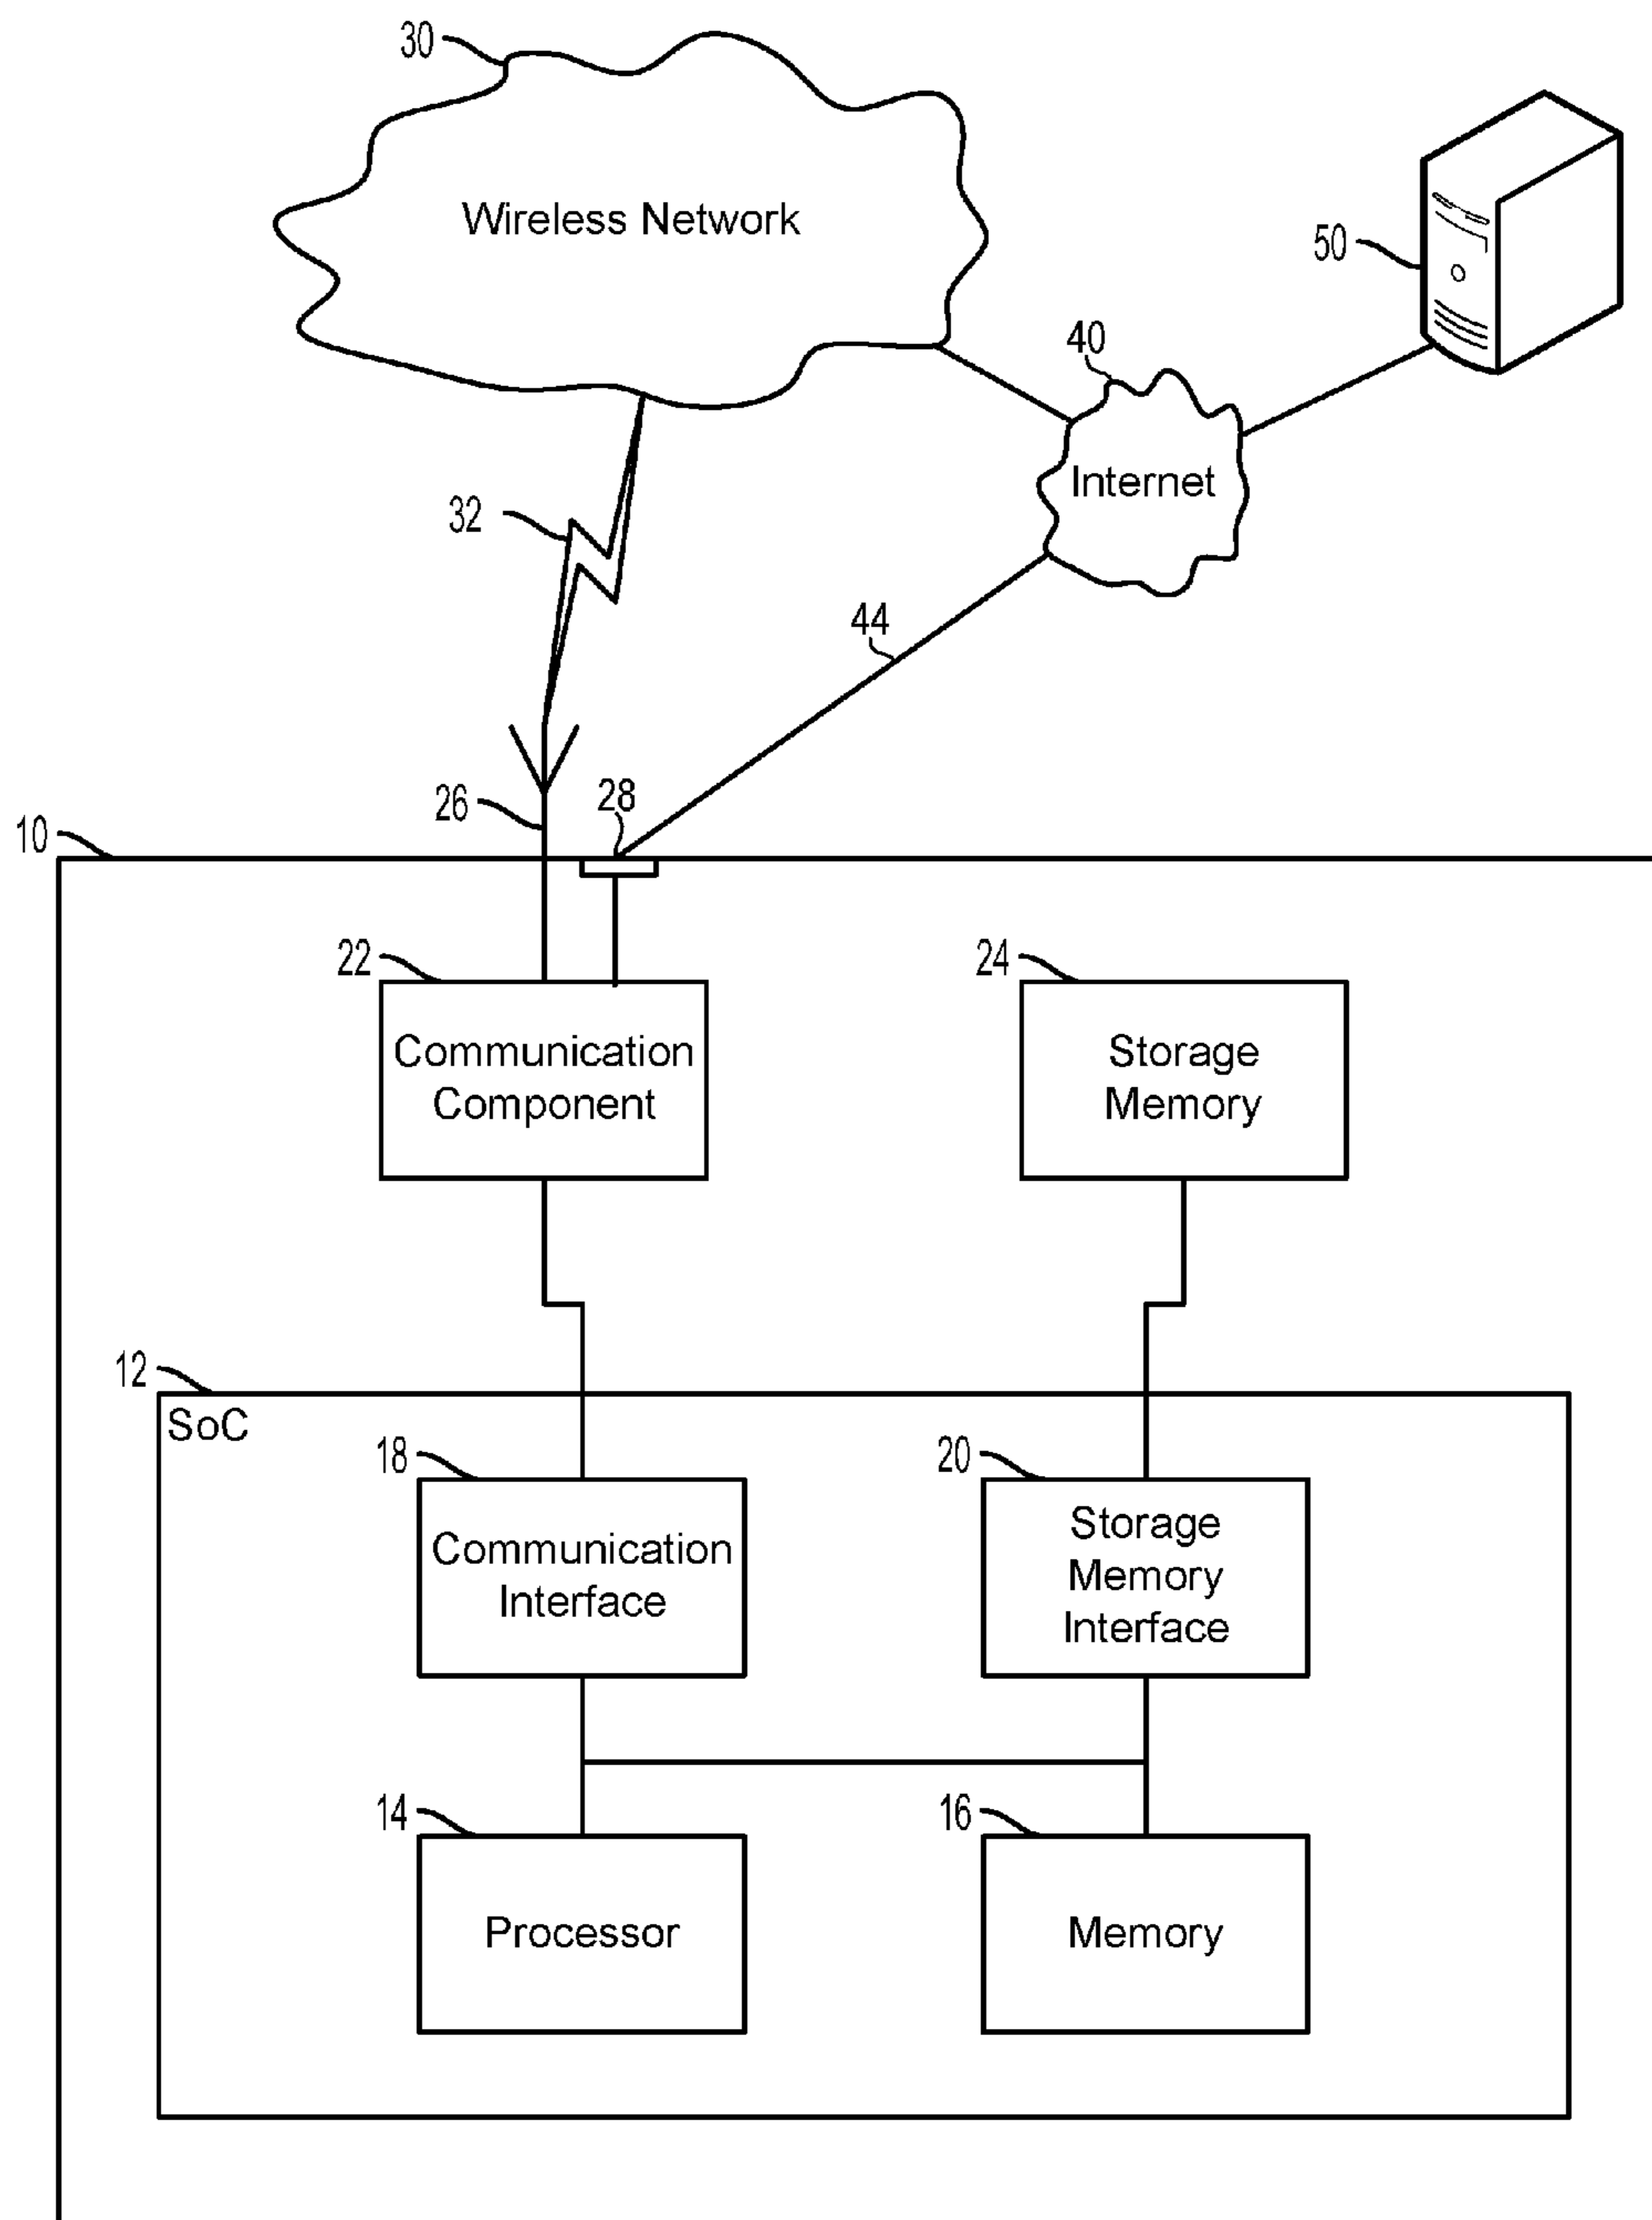 30
Wireless Network
50
40
Internet
32
44
26
28
10
22
24
Communication
Component
Storage
Memory
12
SoC
18
20
Communication
Interface
Storage
Memory
Interface
14
16
Processor
Memory